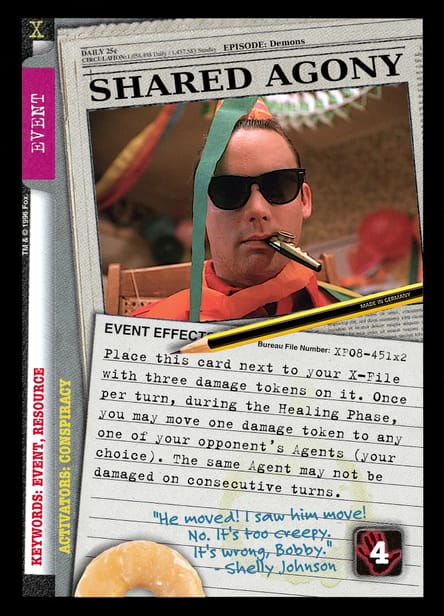 X
EVENT
TM & © 1996 Fox
KEYWORDS: EVENT, RESOURCE
ACTIVATORS: CONSPIRACY
DAILY 25¢
EPISODE: Demons
SHARED AGONY
MADE IN GERMANY
EVENT EFFECT
Bureau File Number: XF08-451x2
Place this card next to your X-File
with three damage tokens on it. Once
per turn, during the Healing Phase,
you may move one damage token to any
one of your opponent's Agents (your
choice). The same Agent may not be
damaged on consecutive turns.
"He moved! I saw him move!
No. It's too creepy.
It's wrong, Bobby."
- Shelly Johnson
4